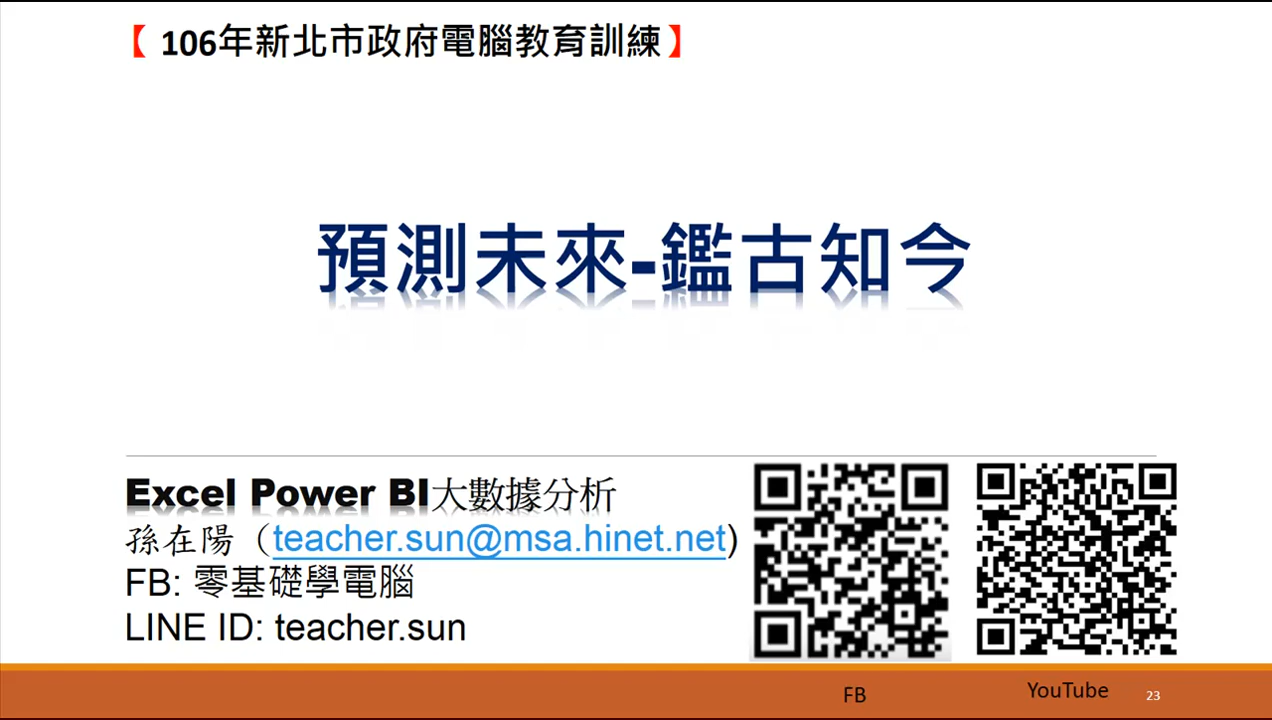 【 106年新北市政府電腦教育訓練】
預測未來-鑑古知今
Excel Power BI大數據分析
孫在陽（teacher.sun@msa.hinet.net)
FB: 零基礎學電腦
LINE ID: teacher.sun
FB
YouTube
23